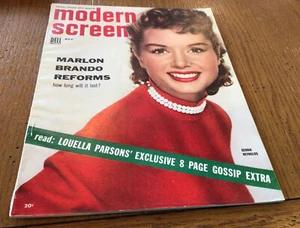 modern
screen
DELL
MARLON
BRANDO
REFORMS
how long will it last?
read: LOUELLA PARSONS' EXCLUSIVE 8 PAGE GOSSIP EXTRA
DEBBIE
REYNOLDS
20¢